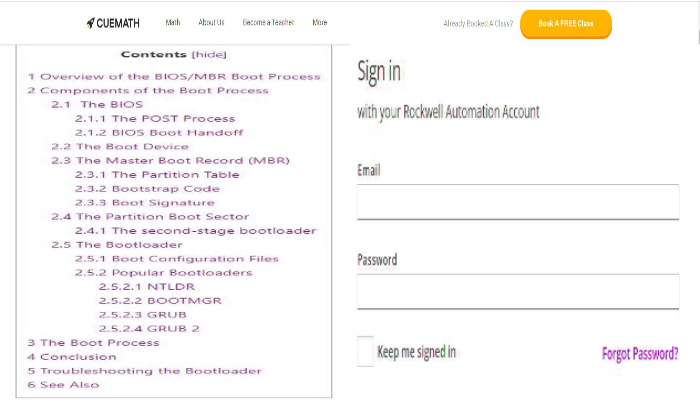 CUEMATH Math About Us Become a Teacher More Already Booked A Class? Book A FREE Class
Contents [hide]
1 Overview of the BIOS/MBR Boot Process
2 Components of the Boot Process
2.1 The BIOS
2.1.1 The POST Process
2.1.2 BIOS Boot Handoff
2.2 The Boot Device
2.3 The Master Boot Record (MBR)
2.3.1 The Partition Table
2.3.2 Bootstrap Code
2.3.3 Boot Signature
2.4 The Partition Boot Sector
2.4.1 The second-stage bootloader
2.5 The Bootloader
2.5.1 Boot Configuration Files
2.5.2 Popular Bootloaders
2.5.2.1 NTLDR
2.5.2.2 BOOTMGR
2.5.2.3 GRUB
2.5.2.4 GRUB 2
3 The Boot Process
4 Conclusion
5 Troubleshooting the Bootloader
6 See Also
Sign in
with your Rockwell Automation Account
Email
Password
Keep me signed in Forgot Password?